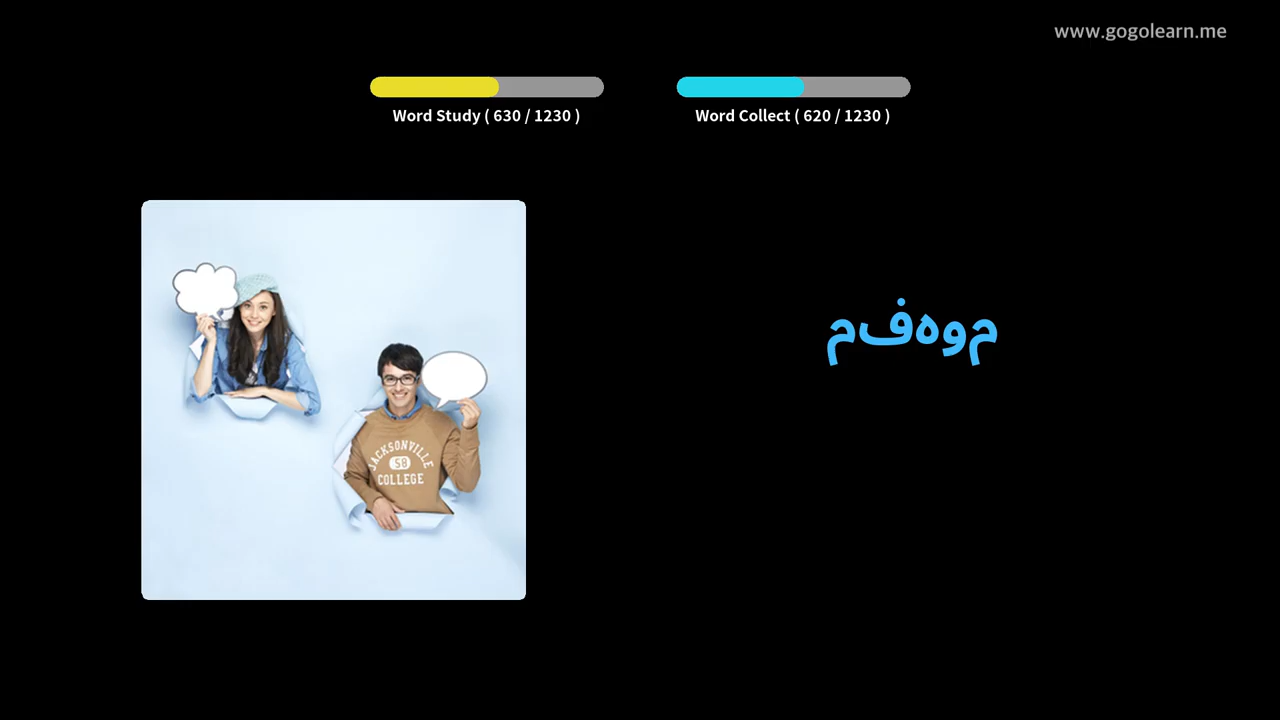 www.gogolearn.me
Word Study ( 630 / 1230 )
Word Collect ( 620 / 1230 )
مفهوم
JACKSONVILLE
58
COLLEGE